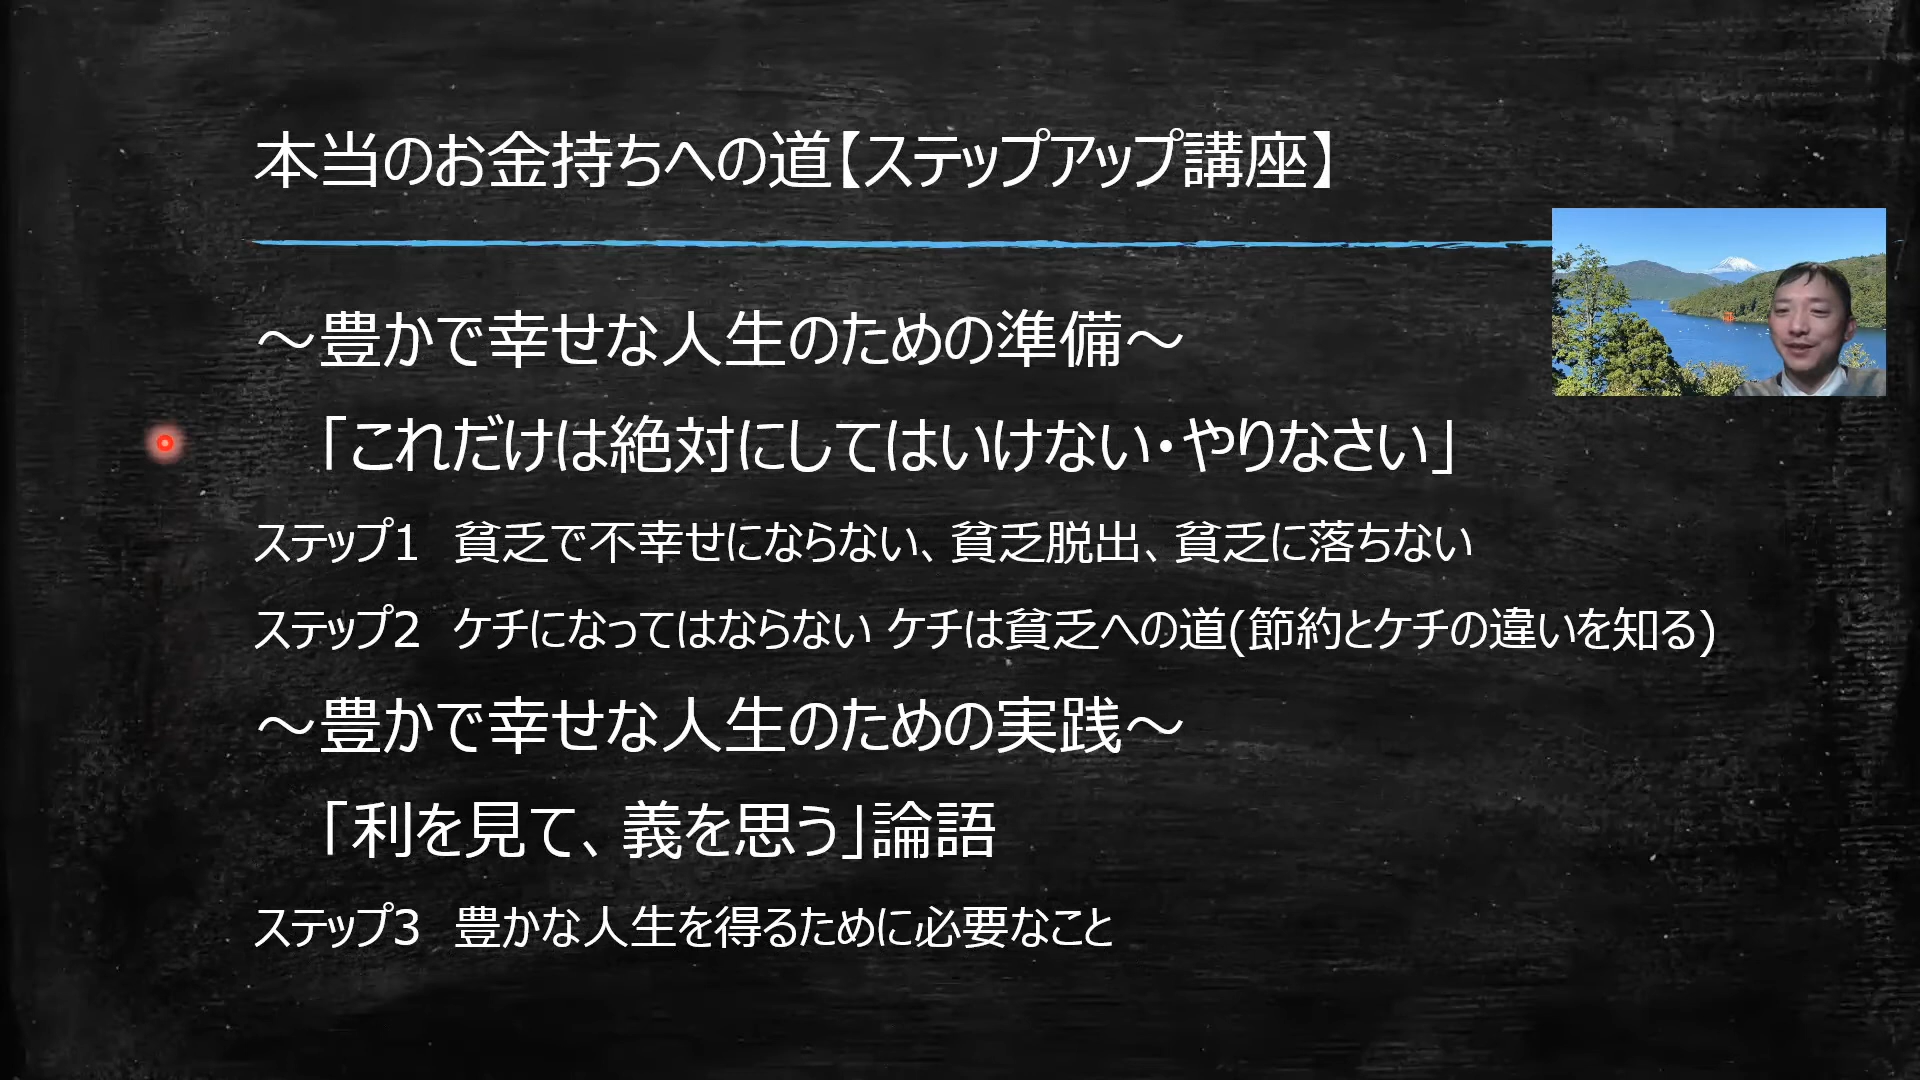 本当のお金持ちへの道【ステップアップ講座】
～豊かで幸せな人生のための準備～
「これだけは絶対にしてはいけない・やりなさい」
ステップ1　貧乏で不幸せにならない、貧乏脱出、貧乏に落ちない
ステップ2　ケチになってはならない ケチは貧乏への道(節約とケチの違いを知る)
～豊かで幸せな人生のための実践～
「利を見て、義を思う」論語
ステップ3　豊かな人生を得るために必要なこと